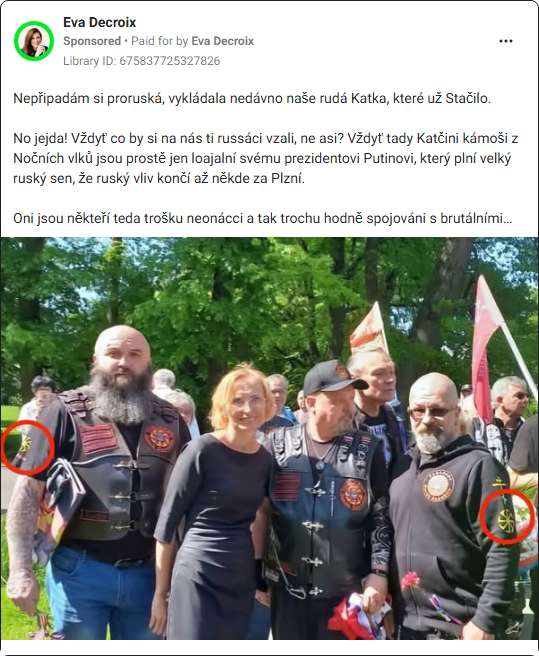 Eva Decroix
Sponsored • Paid for by Eva Decroix
Library ID: 675837725327826
Nepřipadám si proruská, vykládala nedávno naše rudá Katka, které už Stačilo.
No jejda! Vždyť co by si na nás ti russáci vzali, ne asi? Vždyť tady Katčini kámoši z
Nočních vlků jsou prostě jen loajalní svému prezidentovi Putinovi, který plní velký
ruský sen, že ruský vliv končí až někde za Plzní.
Oni jsou někteří teda trošku neonácci a tak trochu hodně spojováni s brutálními…